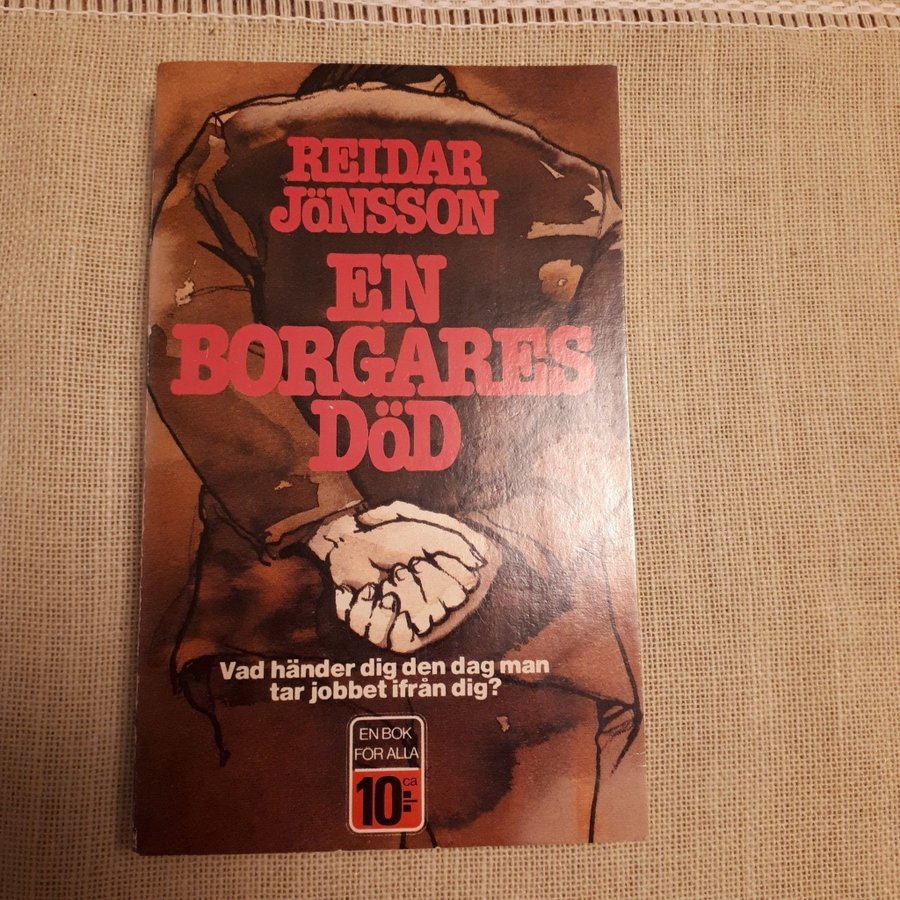 REIDAR
JÖNSSON
EN
BORGARES
DÖD
Vad händer dig den dag man
tar jobbet ifrån dig?
EN BOK
FÖR ALLA
ca
10:-